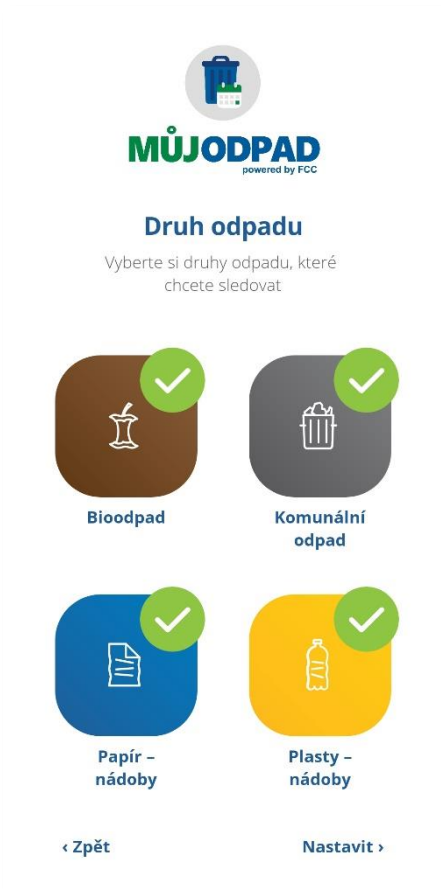 MŮJODPAD
powered by FCC
Druh odpadu
Vyberte si druhy odpadu, které
chcete sledovat
Bioodpad
Komunální
odpad
Papír –
nádoby
Plasty –
nádoby
‹ Zpět
Nastavit ›